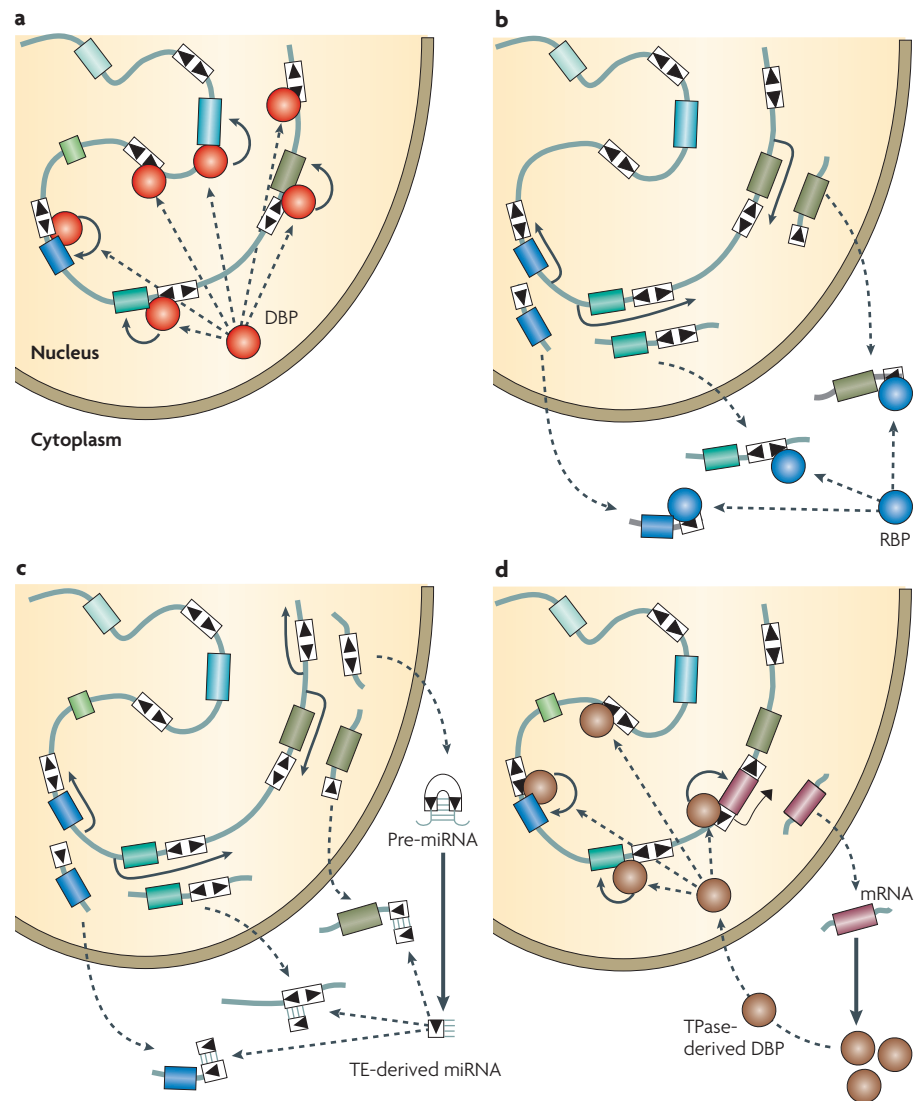 a
DBP
Nucleus
Cytoplasm
b
RBP
c
Pre-miRNA
TE-derived miRNA
d
mRNA
TPase-
derived DBP